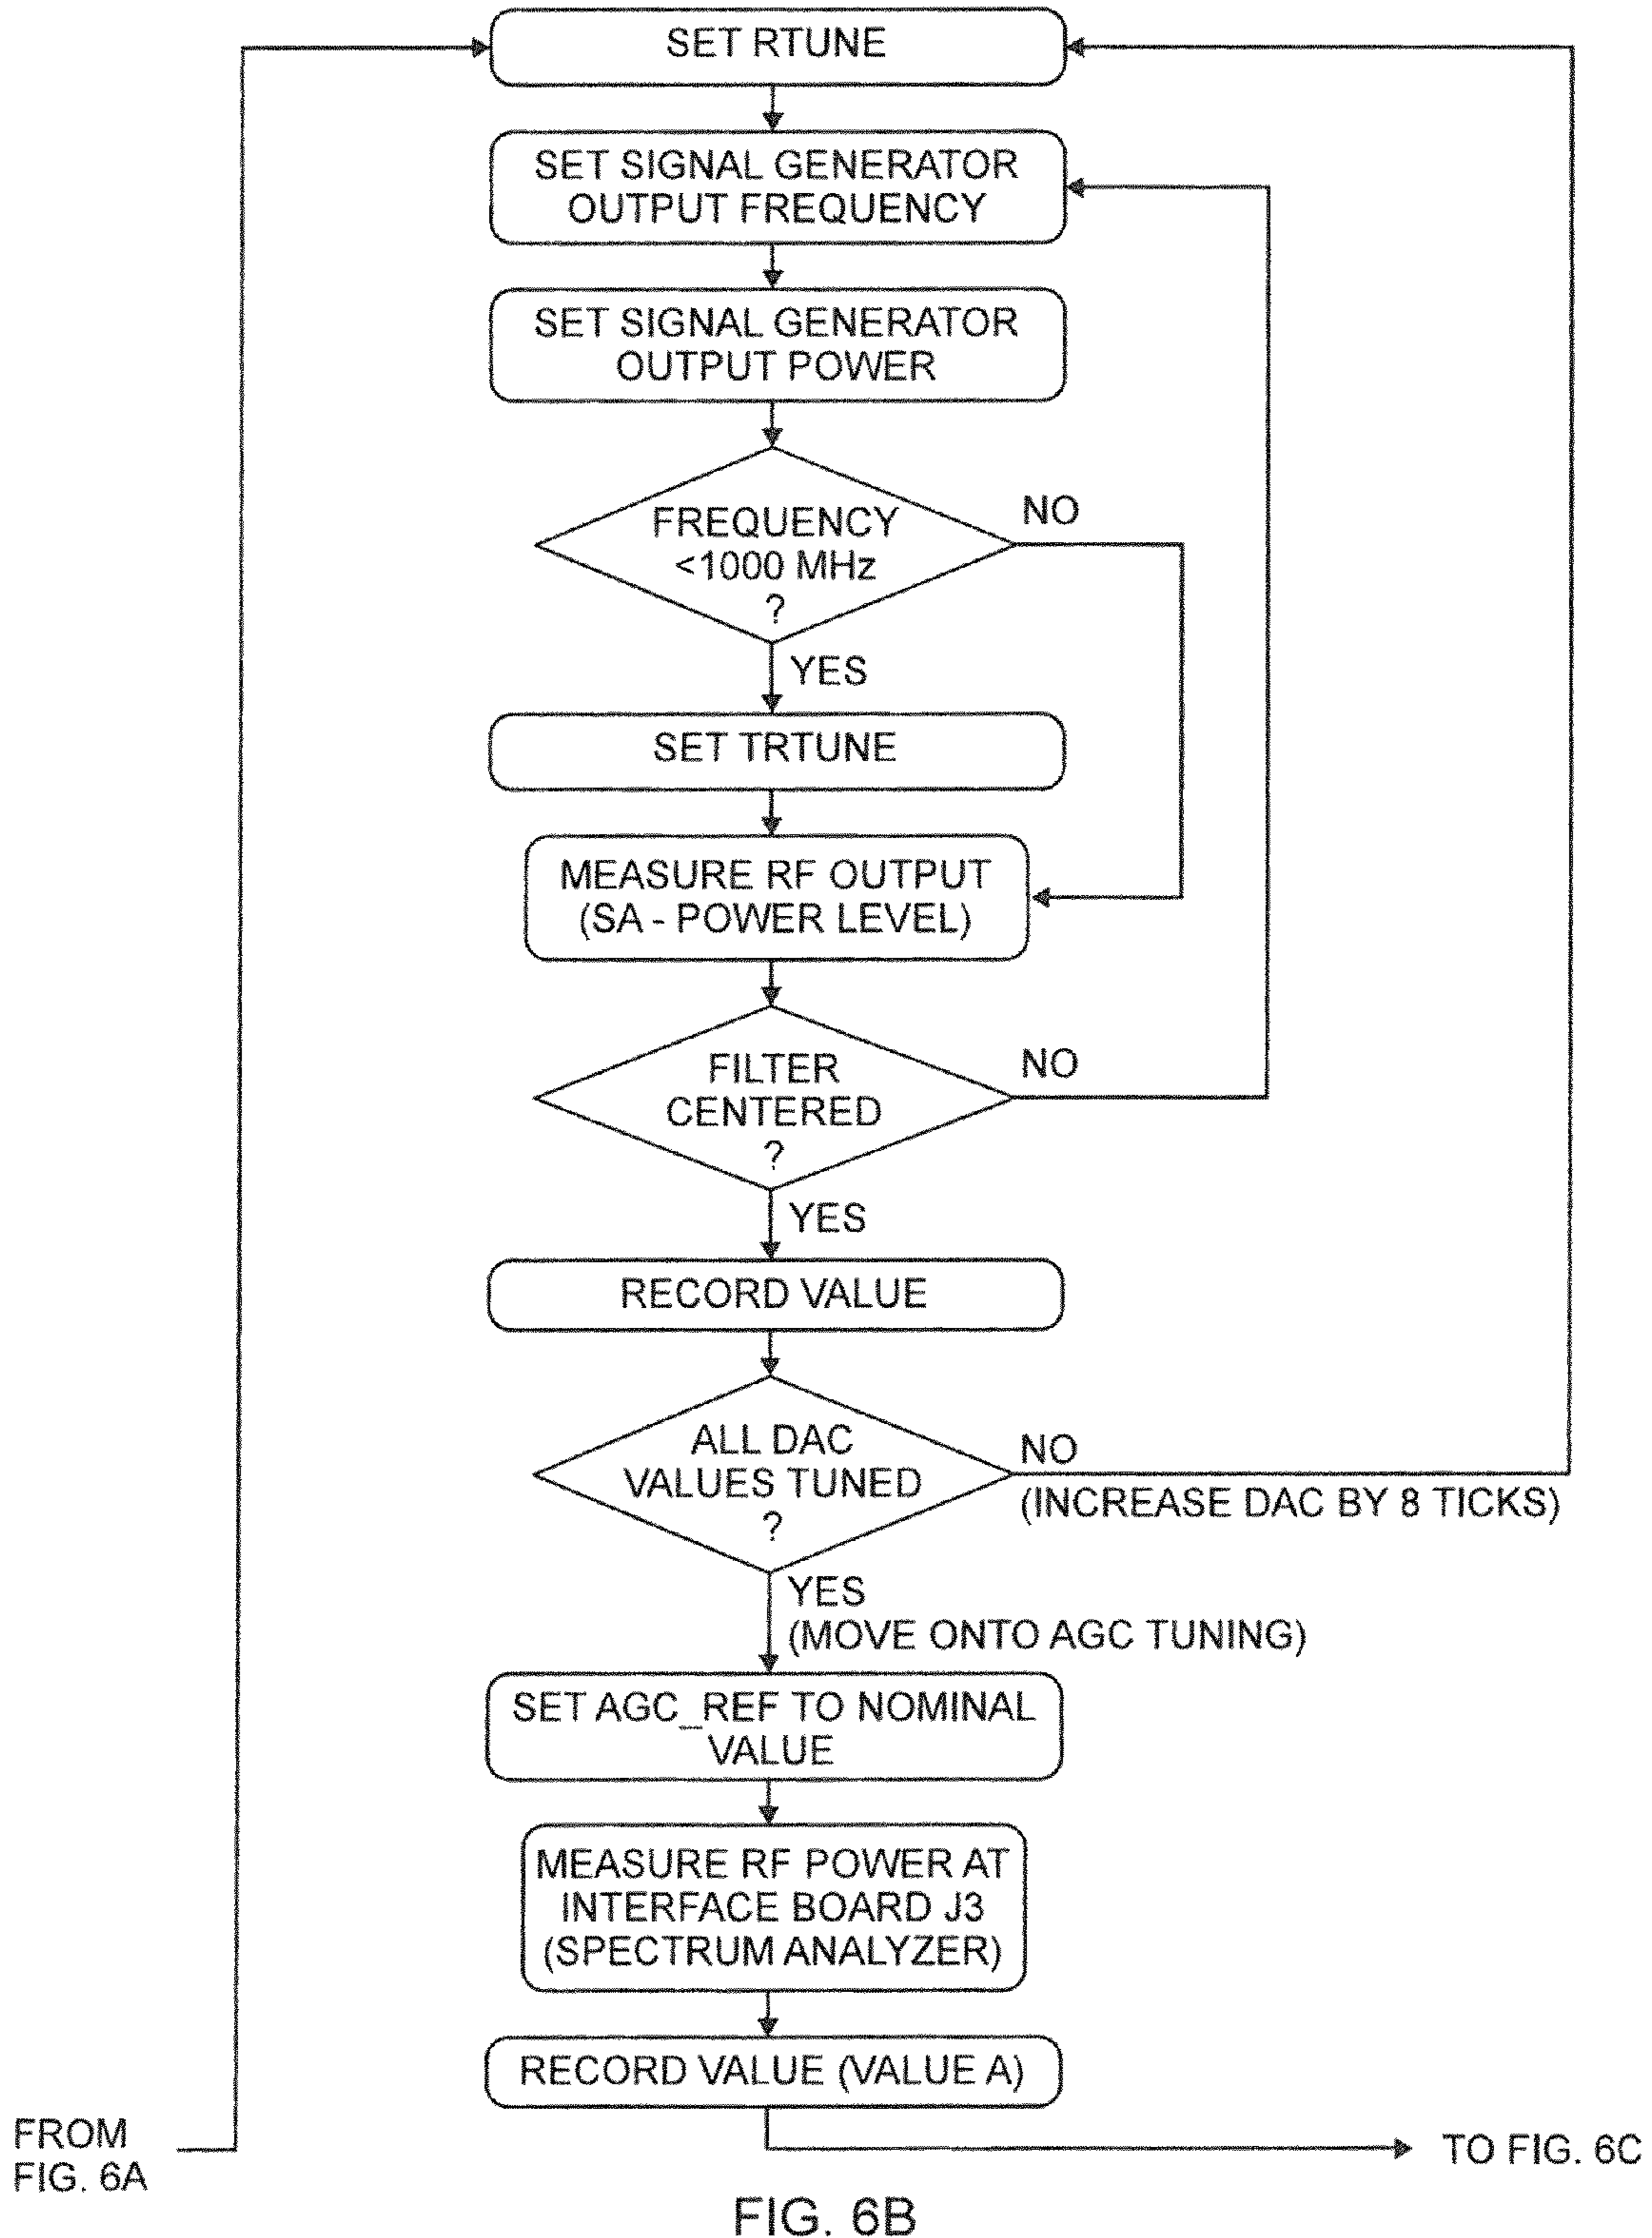 SET RTUNE
SET SIGNAL GENERATOR
OUTPUT FREQUENCY
SET SIGNAL GENERATOR
OUTPUT POWER
FREQUENCY
<1000 MHz
?
NO
YES
SET TRTUNE
MEASURE RF OUTPUT
(SA - POWER LEVEL)
FILTER
CENTERED
?
NO
YES
RECORD VALUE
ALL DAC
VALUES TUNED
?
NO
(INCREASE DAC BY 8 TICKS)
YES
(MOVE ONTO AGC TUNING)
SET AGC_REF TO NOMINAL
VALUE
MEASURE RF POWER AT
INTERFACE BOARD J3
(SPECTRUM ANALYZER)
RECORD VALUE (VALUE A)
FROM
FIG. 6A
TO FIG. 6C
FIG. 6B